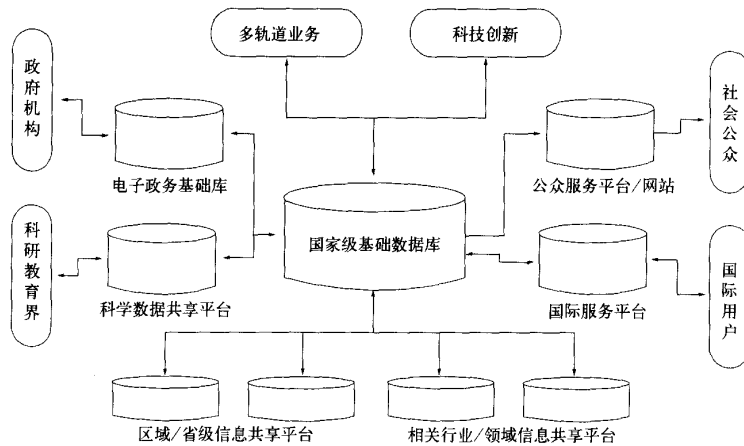 多轨道业务
科技创新
政府机构
社会公众
电子政务基础库
公众服务平台/网站
国家级基础数据库
科研教育界
国际用户
科学数据共享平台
国际服务平台
区域/省级信息共享平台
相关行业/领域信息共享平台